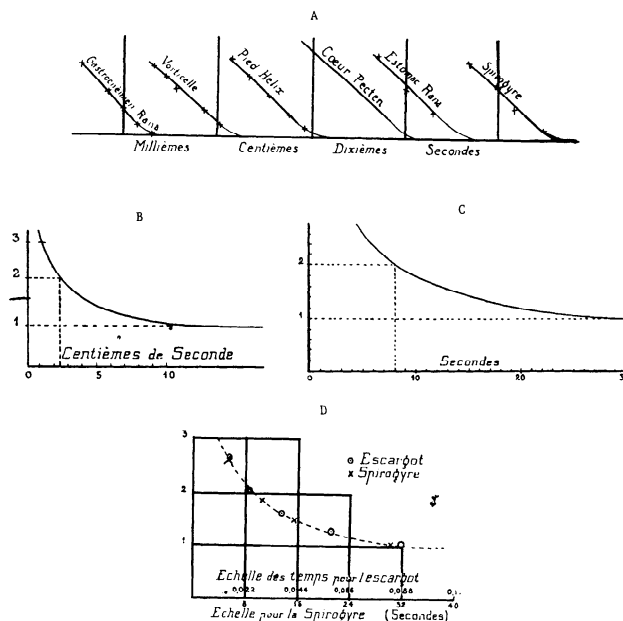 A
Gastrocnémien Rana
Vorticelle
Pied Helix
Cœur Pecten
Estomac Rana
Spirogyre
Millièmes
Centièmes
Dixièmes
Secondes
B
3
2
1
Centièmes de Seconde
0
5
10
C
2
1
Secondes
0
10
20
D
3
2
1
Escargot
Spirogyre
Echelle des temps pour l'escargot
0,022
0,044
0,066
0,088
8
16
24
32
40
Echelle pour la Spirogyre (Secondes)